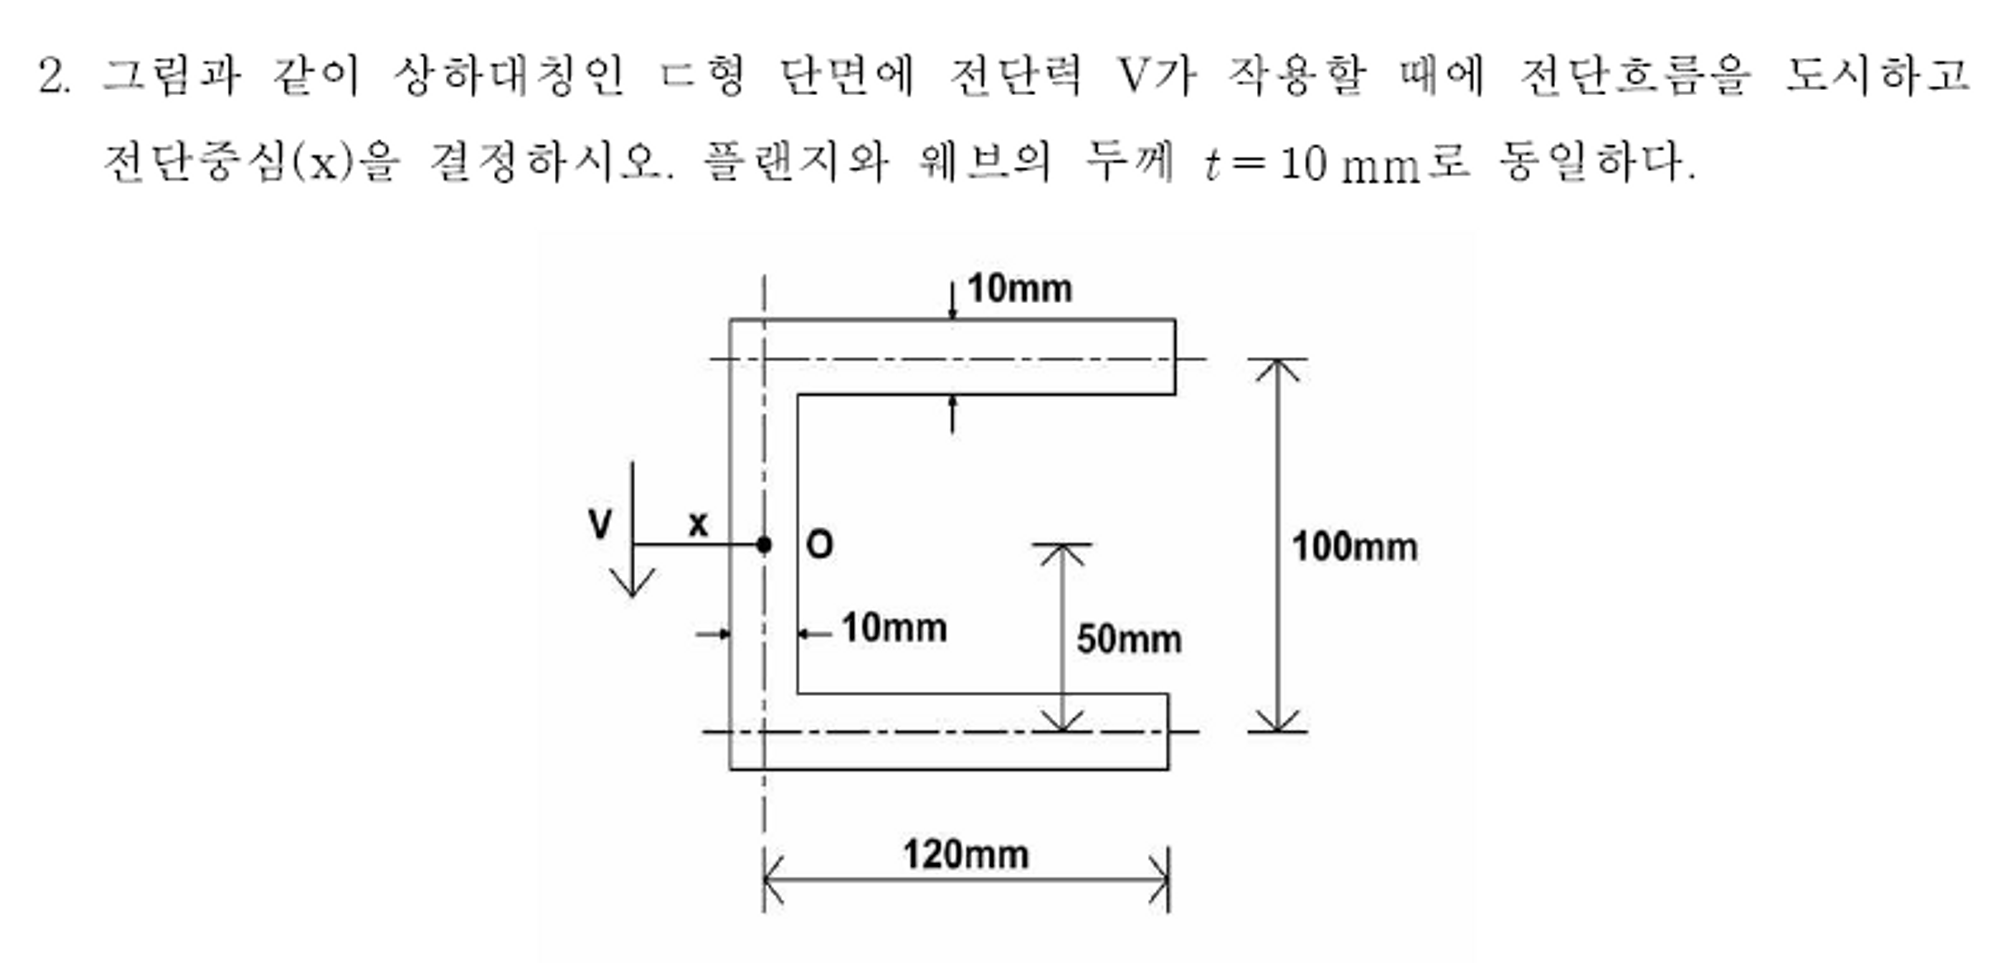 2. 그림과 같이 상하대칭인 ㄷ형 단면에 전단력 V가 작용할 때에 전단흐름을 도시하고
전단중심(x)을 결정하시오. 플랜지와 웨브의 두께 t = 10 mm로 동일하다.
10mm
V
x
O
100mm
10mm
50mm
120mm